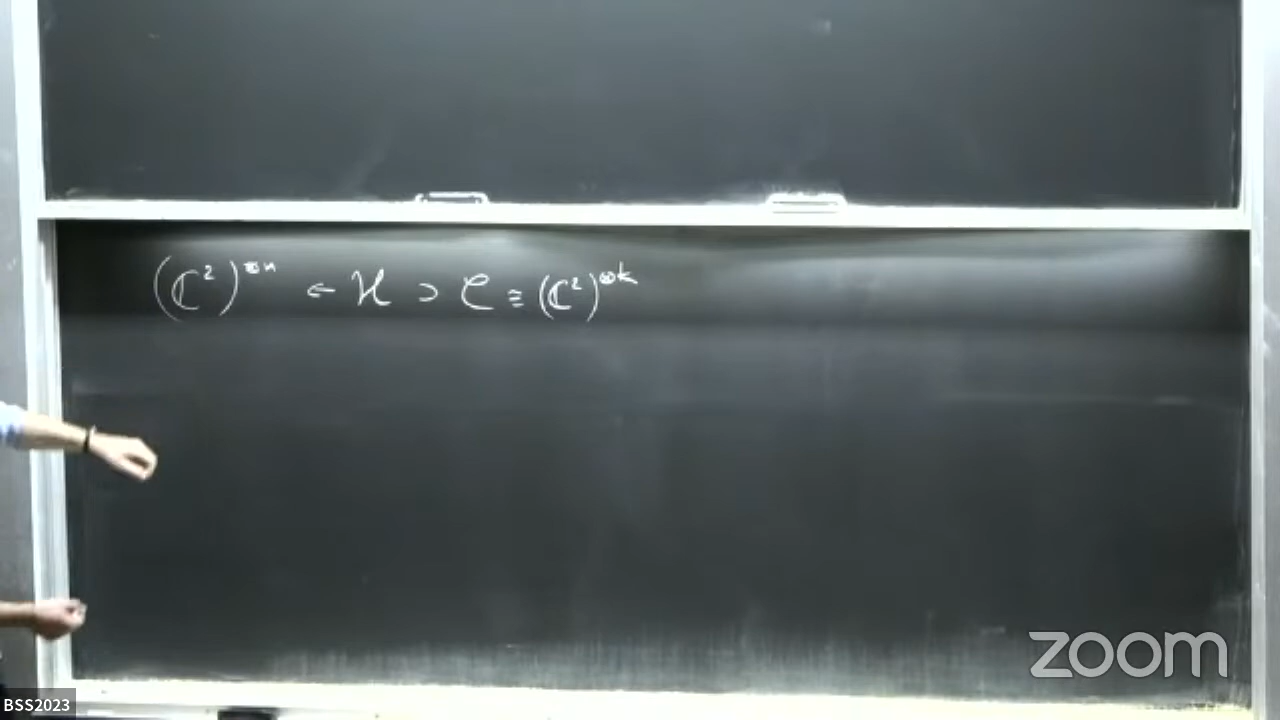 (ℂ²)^{⊗n} ← ℋ ⊃ 𝒞 ≅ (ℂ²)^{⊗k}
zoom
BSS2023